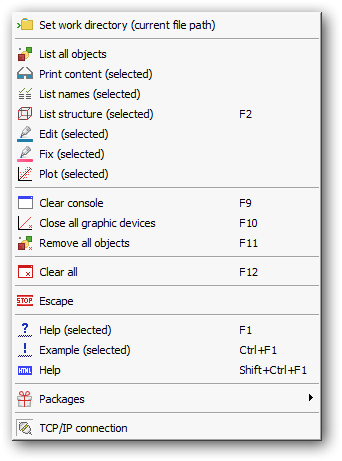 Set work directory (current file path)
List all objects
Print content (selected)
List names (selected)
List structure (selected) F2
Edit (selected)
Fix (selected)
Plot (selected)
Clear console F9
Close all graphic devices F10
Remove all objects F11
Clear all F12
STOP Escape
Help (selected) F1
Example (selected) Ctrl+F1
HTML Help Shift+Ctrl+F1
Packages
TCP/IP connection